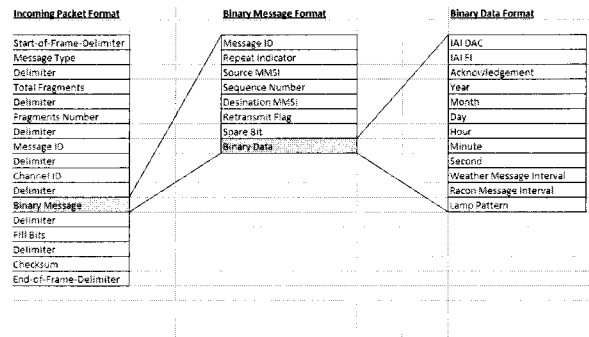 Incoming Packet Format
Start-of-Frame-Delimiter
Message Type
Delimiter
Total Fragments
Delimiter
Fragments Number
Delimiter
Message ID
Delimiter
Channel ID
Delimiter
Binary Message
Delimiter
Fill Bits
Delimiter
Checksum
End-of-Frame-Delimiter
Binary Message Format
Message ID
Repeat Indicator
Source MMSI
Sequence Number
Desination MMSI
Retransmit Flag
Spare Bit
Binary Data
Binary Data Format
IAI DAC
IAI FI
Acknowledgement
Year
Month
Day
Hour
Minute
Second
Weather Message Interval
Racon Message Interval
Lamp Pattern